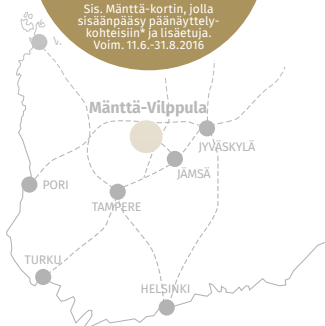 Sis. Mänttä-kortin, jolla
sisäänpääsy päänäyttely-
kohteisiin* ja lisäetuja.
Voim. 11.6.-31.8.2016
Mänttä-Vilppula
JYVÄSKYLÄ
JÄMSÄ
PORI
TAMPERE
TURKU
HELSINKI